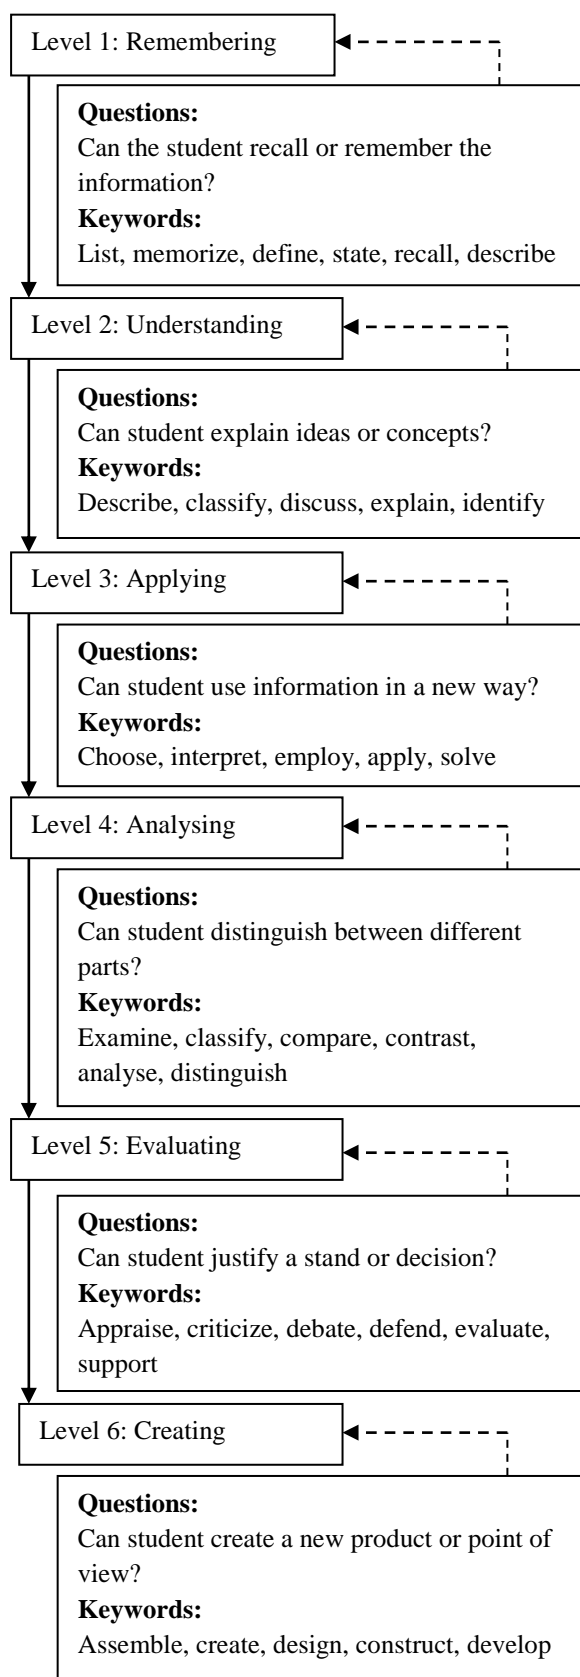 Level 1: Remembering
Questions:
Can the student recall or remember the
information?
Keywords:
List, memorize, define, state, recall, describe
Level 2: Understanding
Questions:
Can student explain ideas or concepts?
Keywords:
Describe, classify, discuss, explain, identify
Level 3: Applying
Questions:
Can student use information in a new way?
Keywords:
Choose, interpret, employ, apply, solve
Level 4: Analysing
Questions:
Can student distinguish between different
parts?
Keywords:
Examine, classify, compare, contrast,
analyse, distinguish
Level 5: Evaluating
Questions:
Can student justify a stand or decision?
Keywords:
Appraise, criticize, debate, defend, evaluate,
support
Level 6: Creating
Questions:
Can student create a new product or point of
view?
Keywords:
Assemble, create, design, construct, develop